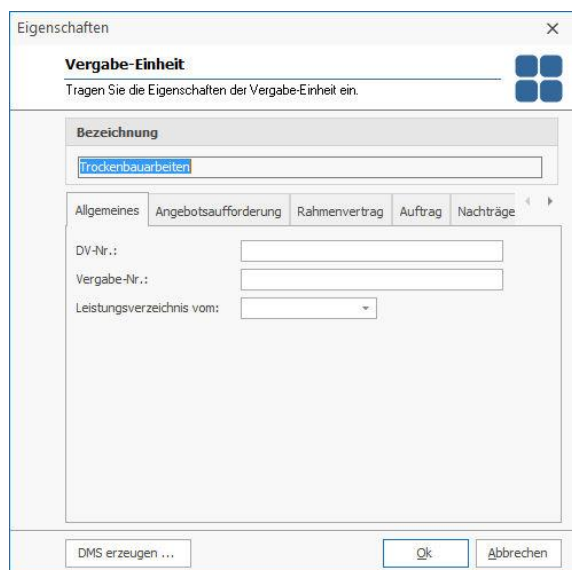 Eigenschaften
Vergabe-Einheit
Tragen Sie die Eigenschaften der Vergabe-Einheit ein.
Bezeichnung
Trockenbauarbeiten
Allgemeines Angebotsaufforderung Rahmenvertrag Auftrag Nachträge
DV-Nr.:
Vergabe-Nr.:
Leistungsverzeichnis vom:
DMS erzeugen ... Ok Abbrechen